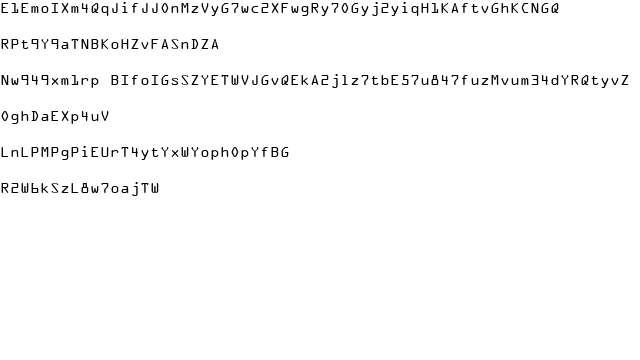 E1EmoIXm4QqJifJJ0nMzVyG7wc2XFwgRy70Gyj2yiqH1KAftvGhKCNGQ
RPt9Y9aTNBKoHZvFASnDZA
Nw949xm1rp BIfoIGsSZYETWVJGvQEkA2jlz7tbE57u847fuzMvum34dYRQtyvZ
0ghDaEXp4uV
LnLPMPgPiEUrT4ytYxWYoph0pYfBG
R2W6kSzL8w7oajTW